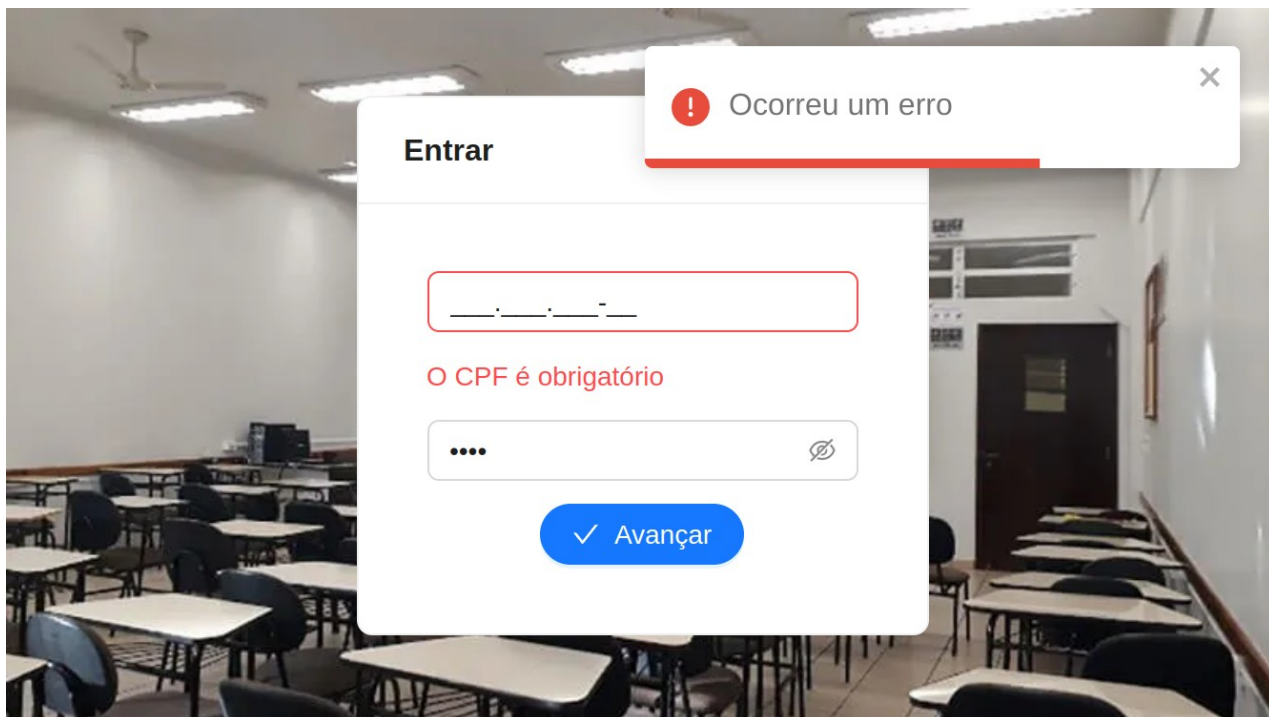 Ocorreu um erro
Entrar
___.___.___-__
O CPF é obrigatório
••••
Avançar